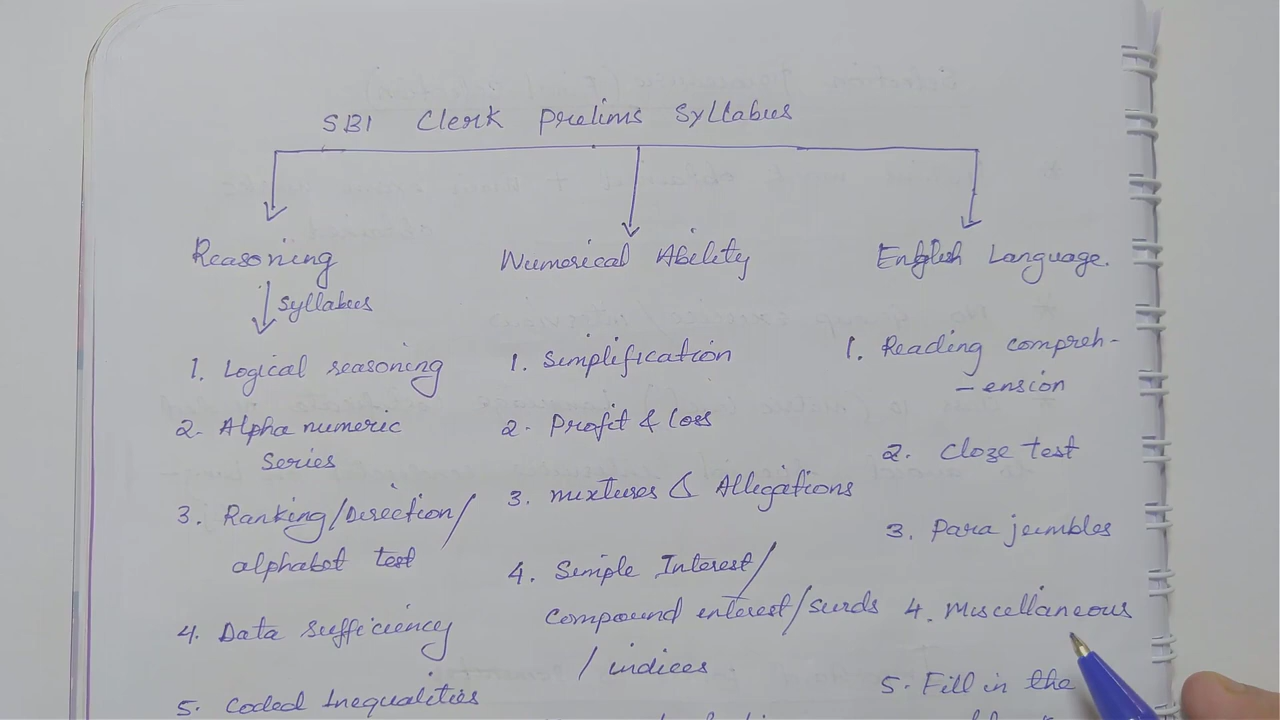 SBI Clerk Prelims Syllabus
Reasoning
Syllabus
1. Logical reasoning
2. Alpha numeric
Series
3. Ranking/Direction/
alphabet test
4. Data sufficiency
5. Coded Inequalities
Numerical Ability
1. Simplification
2. Profit & loss
3. mixtures & Allegations
4. Simple Interest/
Compound interest/surds
/indices
English Language.
1. Reading compreh-
-ension
2. Cloze test
3. Para jumbles
4. Miscellaneous
5. Fill in the